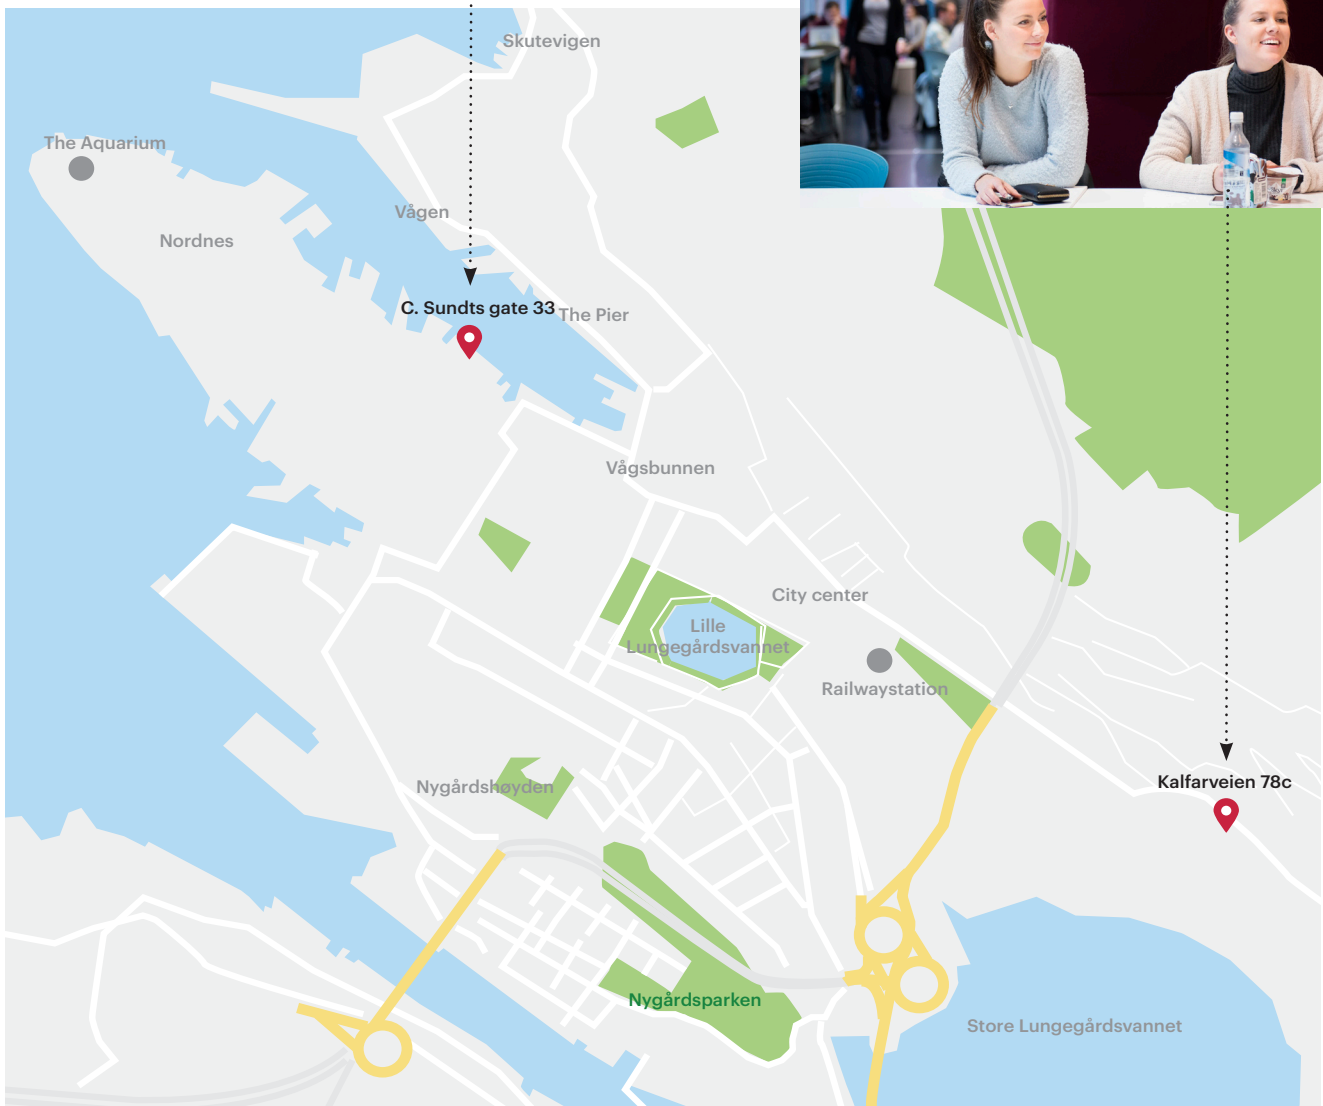 Skutevigen
The Aquarium
Vågen
Nordnes
C. Sundts gate 33
The Pier
Vågsbunnen
City center
Lille
Lungegårdsvannet
Railwaystation
Kalfarveien 78c
Nygårdshøyden
Nygårdsparken
Store Lungegårdsvannet